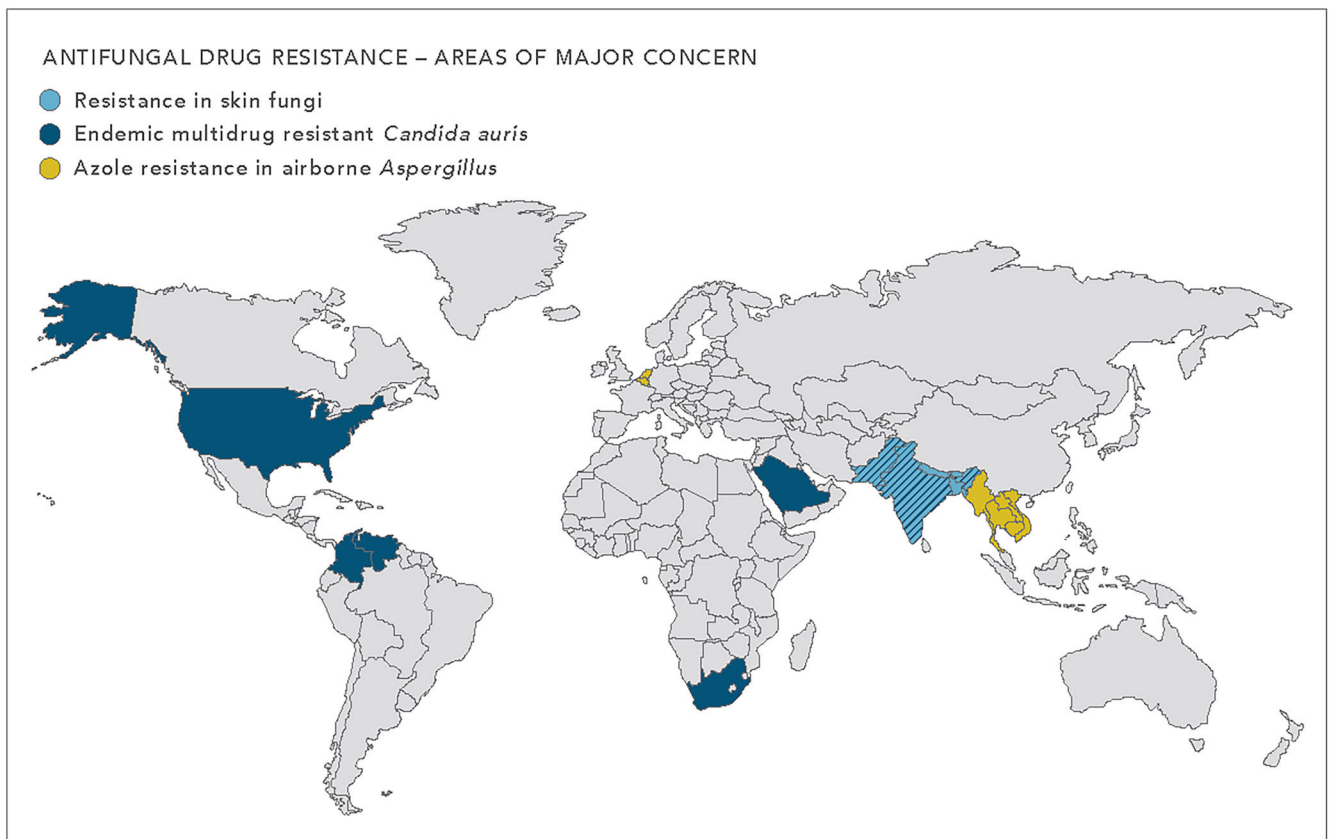 ANTIFUNGAL DRUG RESISTANCE – AREAS OF MAJOR CONCERN
Resistance in skin fungi
Endemic multidrug resistant Candida auris
Azole resistance in airborne Aspergillus